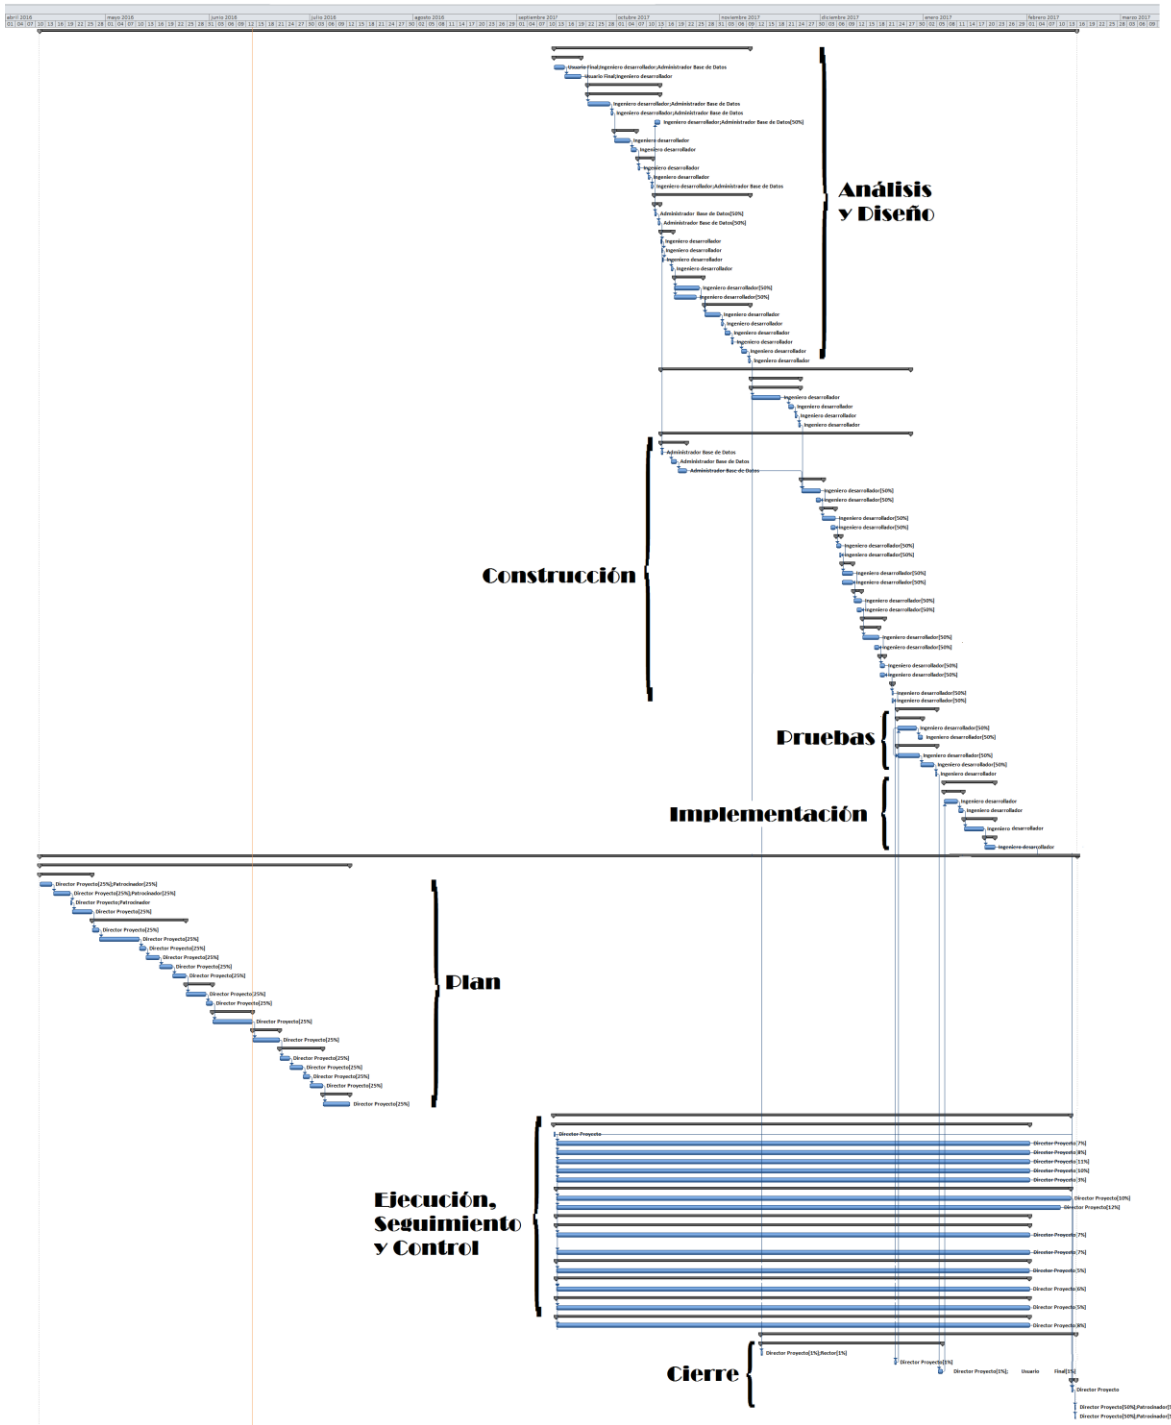 abril 2016 mayo 2016 junio 2016 julio 2016 agosto 2016 septiembre 201 octubre 2017 noviembre 2017 diciembre 2017 enero 2017 febrero 2017 marzo 2017
Usuario Final;Ingeniero desarrollador;Administrador Base de Datos
Usuario Final;Ingeniero desarrollador
Ingeniero desarrollador;Administrador Base de Datos
Ingeniero desarrollador;Administrador Base de Datos
Ingeniero desarrollador;Administrador Base de Datos[50%]
Ingeniero desarrollador
Ingeniero desarrollador
Ingeniero desarrollador
Ingeniero desarrollador
Ingeniero desarrollador;Administrador Base de Datos
Análisis
y Diseño
Administrador Base de Datos[50%]
Administrador Base de Datos[50%]
Ingeniero desarrollador
Ingeniero desarrollador
Ingeniero desarrollador
Ingeniero desarrollador
Ingeniero desarrollador[50%]
Ingeniero desarrollador[50%]
Ingeniero desarrollador
Ingeniero desarrollador
Ingeniero desarrollador
Ingeniero desarrollador
Ingeniero desarrollador
Ingeniero desarrollador
Ingeniero desarrollador
Ingeniero desarrollador
Ingeniero desarrollador
Ingeniero desarrollador
Administrador Base de Datos
Administrador Base de Datos
Administrador Base de Datos
Ingeniero desarrollador[50%]
Ingeniero desarrollador[50%]
Ingeniero desarrollador[50%]
Ingeniero desarrollador[50%]
Ingeniero desarrollador[50%]
Ingeniero desarrollador[50%]
Construcción
Ingeniero desarrollador[50%]
Ingeniero desarrollador[50%]
Ingeniero desarrollador[50%]
Ingeniero desarrollador[50%]
Ingeniero desarrollador[50%]
Ingeniero desarrollador[50%]
Ingeniero desarrollador[50%]
Ingeniero desarrollador[50%]
Ingeniero desarrollador[50%]
Ingeniero desarrollador[50%]
Pruebas
Ingeniero desarrollador[50%]
Ingeniero desarrollador[50%]
Ingeniero desarrollador[50%]
Ingeniero desarrollador[50%]
Ingeniero desarrollador
Implementación
Ingeniero desarrollador
Ingeniero desarrollador
Ingeniero desarrollador
Ingeniero desarrollador
Director Proyecto[25%];Patrocinador[25%]
Director Proyecto[25%];Patrocinador[25%]
Director Proyecto;Patrocinador
Director Proyecto[25%]
Director Proyecto[25%]
Director Proyecto[25%]
Director Proyecto[25%]
Director Proyecto[25%]
Director Proyecto[25%]
Director Proyecto[25%]
Plan
Director Proyecto[25%]
Director Proyecto[25%]
Director Proyecto[25%]
Director Proyecto[25%]
Director Proyecto[25%]
Director Proyecto[25%]
Director Proyecto[25%]
Director Proyecto[25%]
Director Proyecto[25%]
Director Proyecto
Director Proyecto[7%]
Director Proyecto[8%]
Director Proyecto[11%]
Director Proyecto[10%]
Director Proyecto[3%]
Ejecución,
Seguimiento
y Control
Director Proyecto[10%]
Director Proyecto[12%]
Director Proyecto[7%]
Director Proyecto[7%]
Director Proyecto[5%]
Director Proyecto[6%]
Director Proyecto[5%]
Director Proyecto[8%]
Cierre
Director Proyecto[1%];Rector[1%]
Director Proyecto[1%]
Director Proyecto[1%]; Usuario Final[1%]
Director Proyecto
Director Proyecto[50%];Patrocinador[
Director Proyecto[50%];Patrocinador[